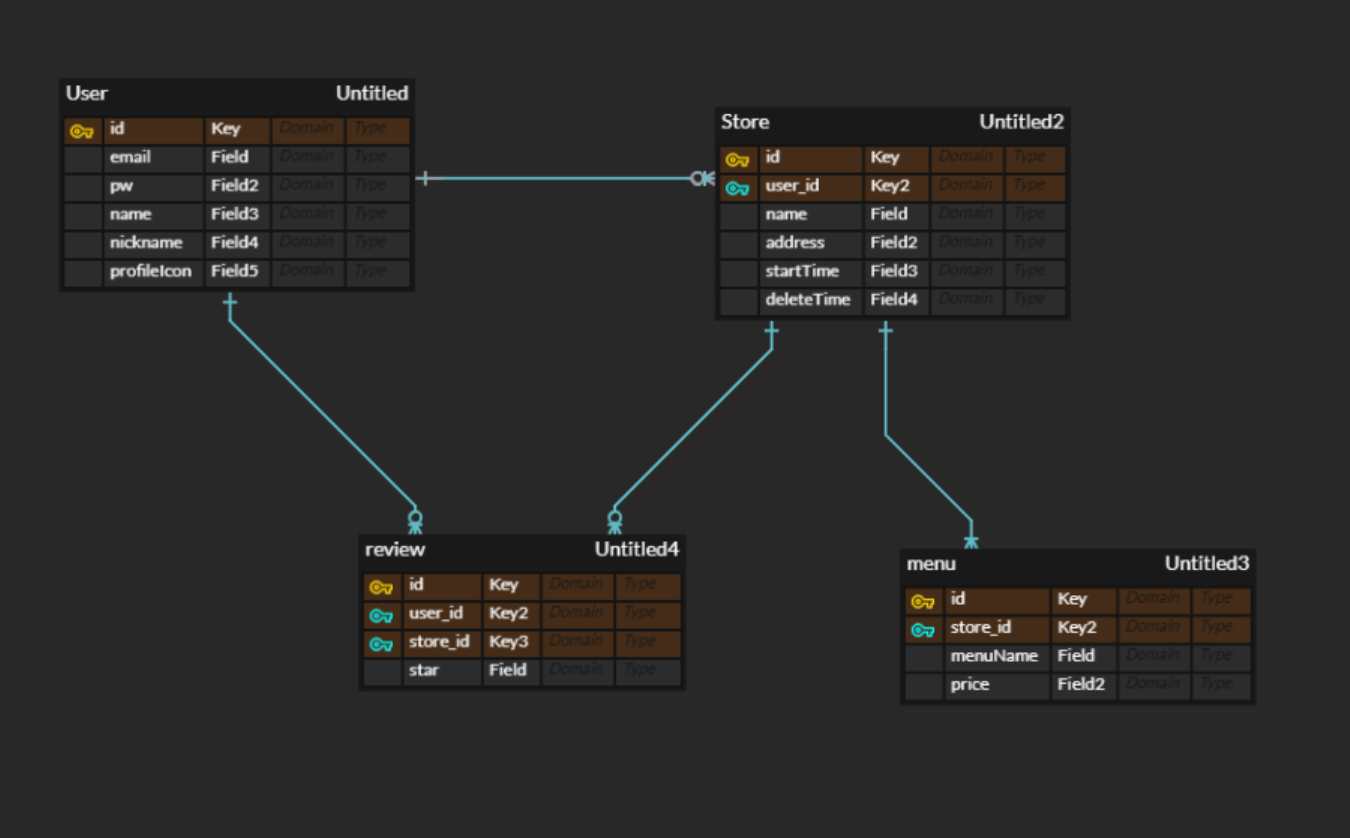 User Untitled
id Key Domain Type
email Field Domain Type
pw Field2 Domain Type
name Field3 Domain Type
nickname Field4 Domain Type
profileIcon Field5 Domain Type
Store Untitled2
id Key Domain Type
user_id Key2 Domain Type
name Field Domain Type
address Field2 Domain Type
startTime Field3 Domain Type
deleteTime Field4 Domain Type
review Untitled4
id Key Domain Type
user_id Key2 Domain Type
store_id Key3 Domain Type
star Field Domain Type
menu Untitled3
id Key Domain Type
store_id Key2 Domain Type
menuName Field Domain Type
price Field2 Domain Type